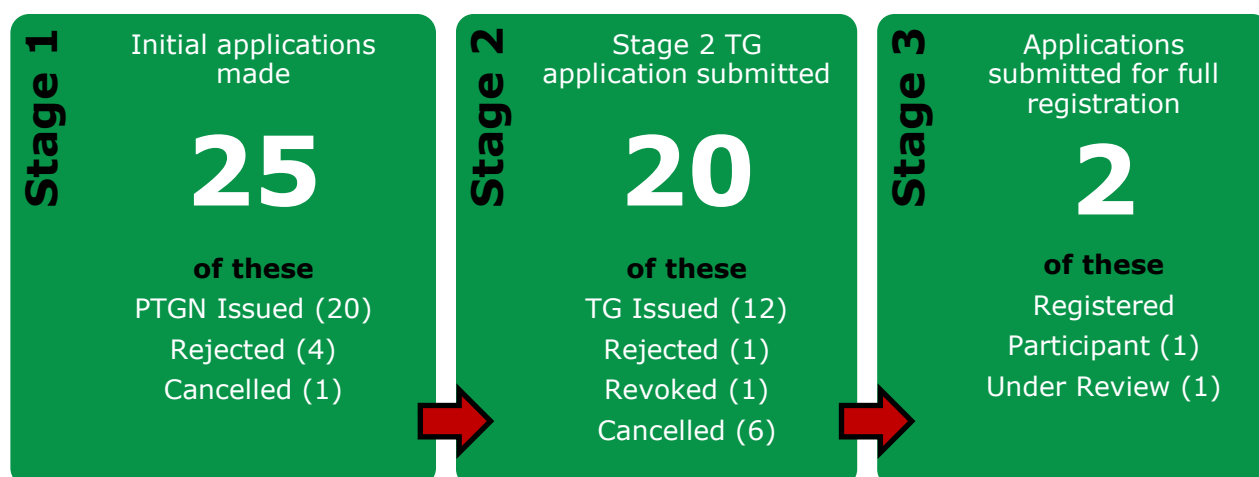 Stage 1
Initial applications
made
25
of these
PTGN Issued (20)
Rejected (4)
Cancelled (1)
Stage 2
Stage 2 TG
application submitted
20
of these
TG Issued (12)
Rejected (1)
Revoked (1)
Cancelled (6)
Stage 3
Applications
submitted for full
registration
2
of these
Registered
Participant (1)
Under Review (1)